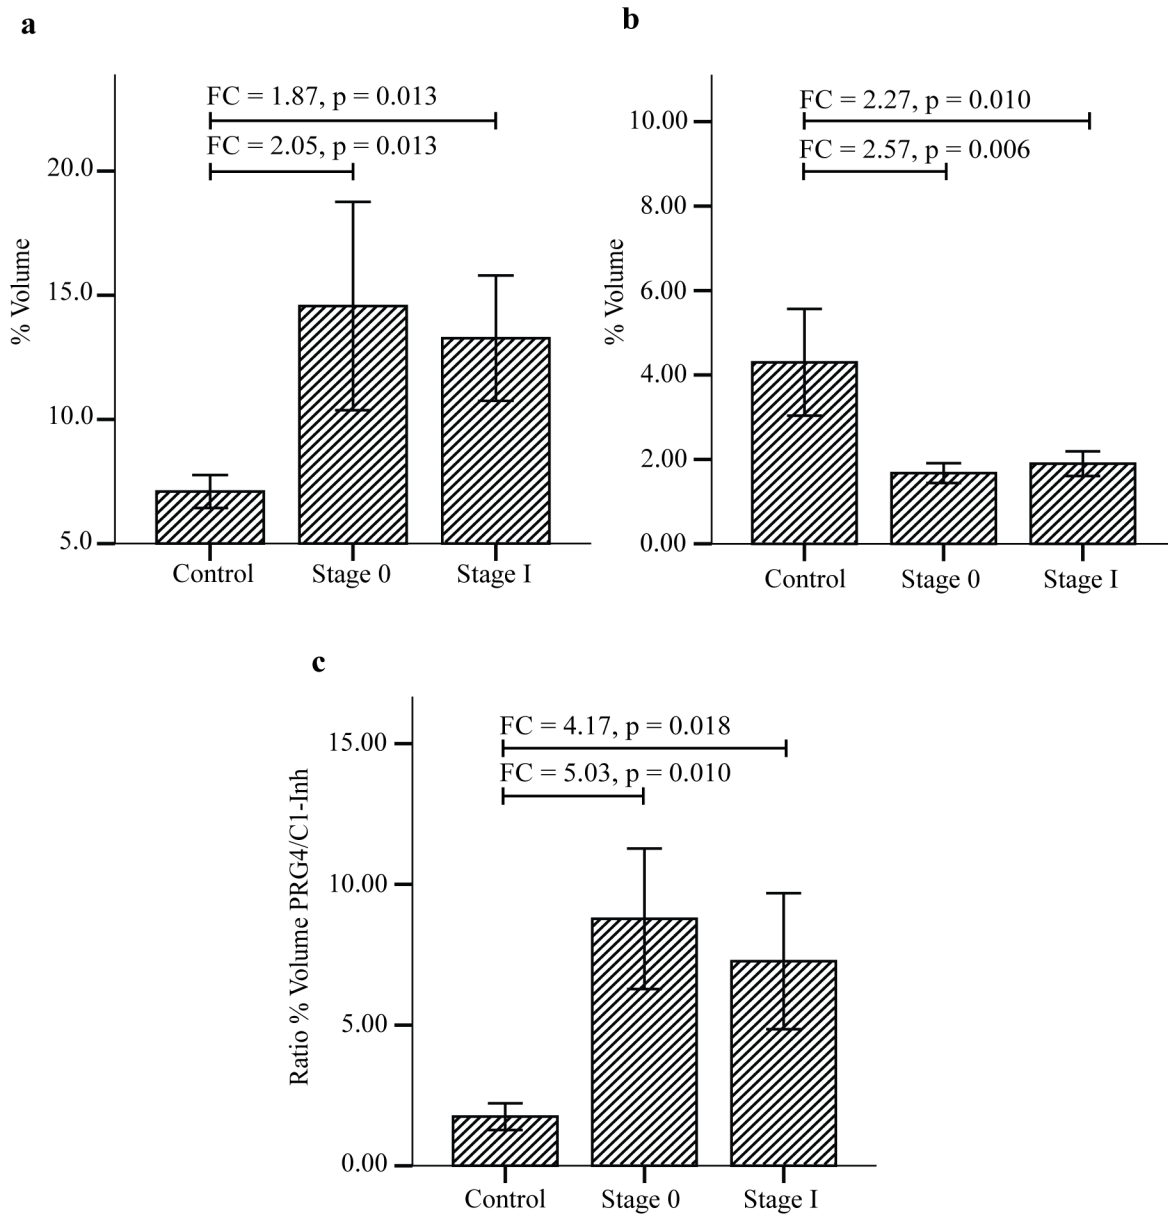 a
FC = 1.87, p = 0.013
FC = 2.05, p = 0.013
20.0
15.0
10.0
5.0
% Volume
Control Stage 0 Stage I
b
FC = 2.27, p = 0.010
FC = 2.57, p = 0.006
10.00
8.00
6.00
4.00
2.00
0.00
% Volume
Control Stage 0 Stage I
c
FC = 4.17, p = 0.018
FC = 5.03, p = 0.010
15.00
10.00
5.00
0.00
Ratio % Volume PRG4/C1-Inh
Control Stage 0 Stage I